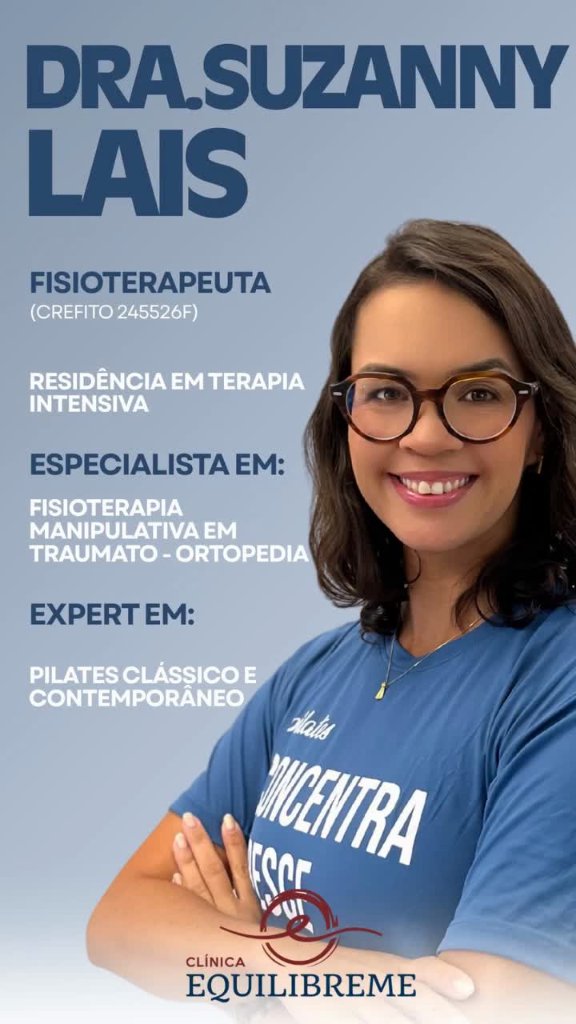 DRA.SUZANNY
LAIS
FISIOTERAPEUTA
(CREFITO 245526F)
RESIDÊNCIA EM TERAPIA
INTENSIVA
ESPECIALISTA EM:
FISIOTERAPIA
MANIPULATIVA EM
TRAUMATO - ORTOPEDIA
EXPERT EM:
PILATES CLÁSSICO E
CONTEMPORÂNEO
pilates
CONCENTRA
CLÍNICA
EQUILIBREME